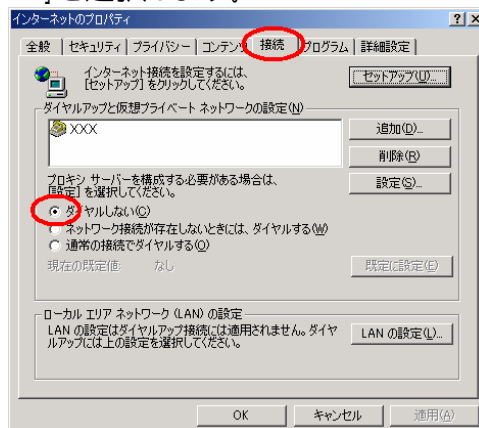 ］を選択します。
インターネットのプロパティ ? ×
全般 セキュリティ プライバシー コンテンツ 接続 プログラム 詳細設定
インターネット接続を設定するには、
[セットアップ] をクリックしてください。
セットアップ(U)...
ダイヤルアップと仮想プライベート ネットワークの設定(N)
XXX
追加(D)...
削除(R)
プロキシ サーバーを構成する必要がある場合は、
[設定] を選択してください。
設定(S)...
ダイヤルしない(C)
ネットワーク接続が存在しないときには、ダイヤルする(W)
通常の接続でダイヤルする(O)
現在の既定値: なし
既定に設定(E)
ローカル エリア ネットワーク (LAN) の設定
LAN の設定はダイヤルアップ接続には適用されません。ダイヤ
ルアップには上の設定を選択してください。
LAN の設定(L)...
OK キャンセル 適用(A)